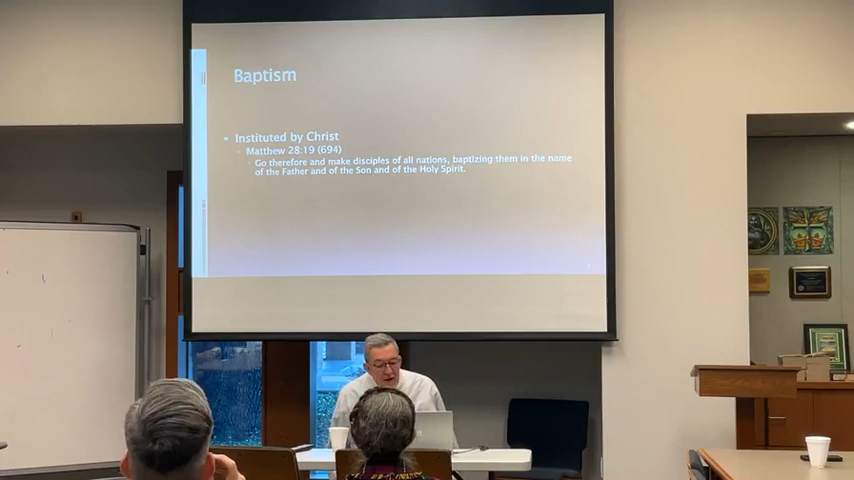 Baptism
Instituted by Christ
Matthew 28:19 (694)
Go therefore and make disciples of all nations, baptizing them in the name
of the Father and of the Son and of the Holy Spirit.